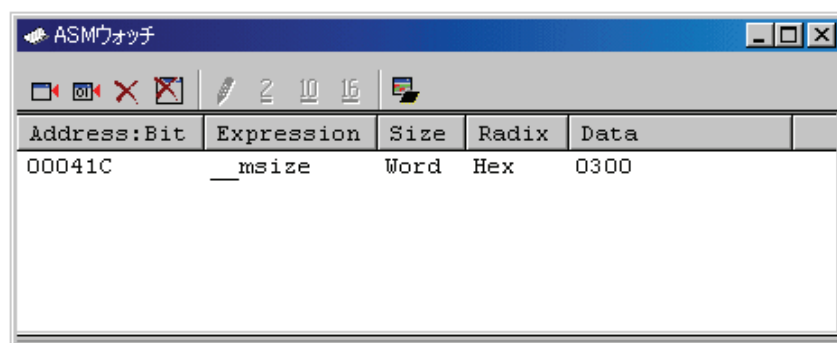 ASMウォッチ
2 10 16
Address:Bit Expression Size Radix Data
00041C __msize Word Hex 0300